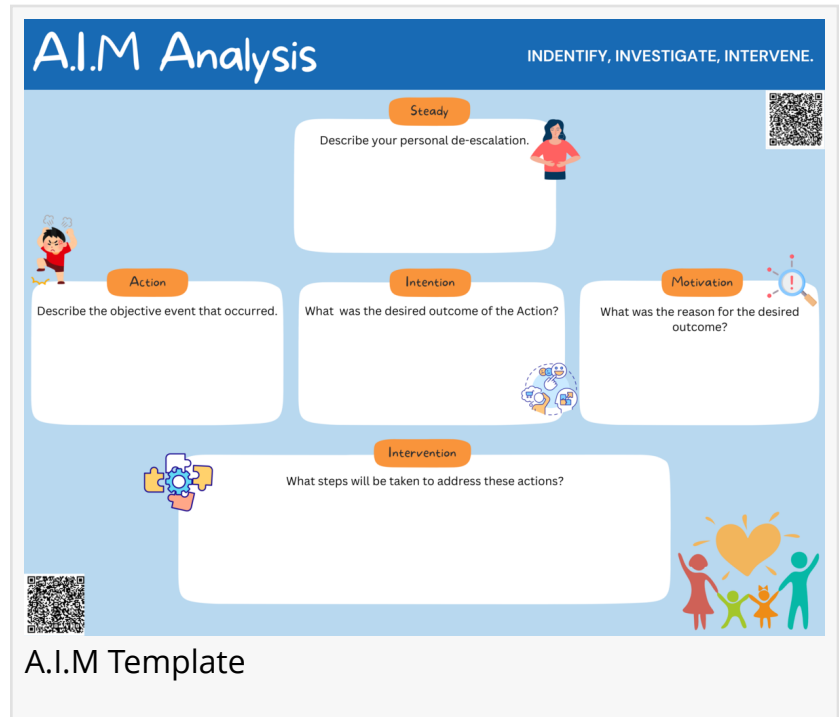 A.I.M Analysis
INDENTIFY, INVESTIGATE, INTERVENE.
Steady
Describe your personal de-escalation.
Action
Describe the objective event that occurred.
Intention
What was the desired outcome of the Action?
Motivation
What was the reason for the desired
outcome?
Intervention
What steps will be taken to address these actions?
A.I.M Template